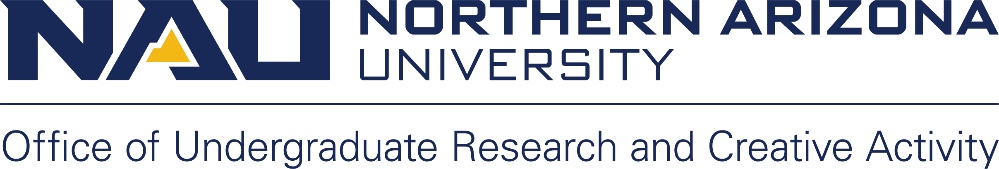 NAU
NORTHERN ARIZONA
UNIVERSITY
Office of Undergraduate Research and Creative Activity